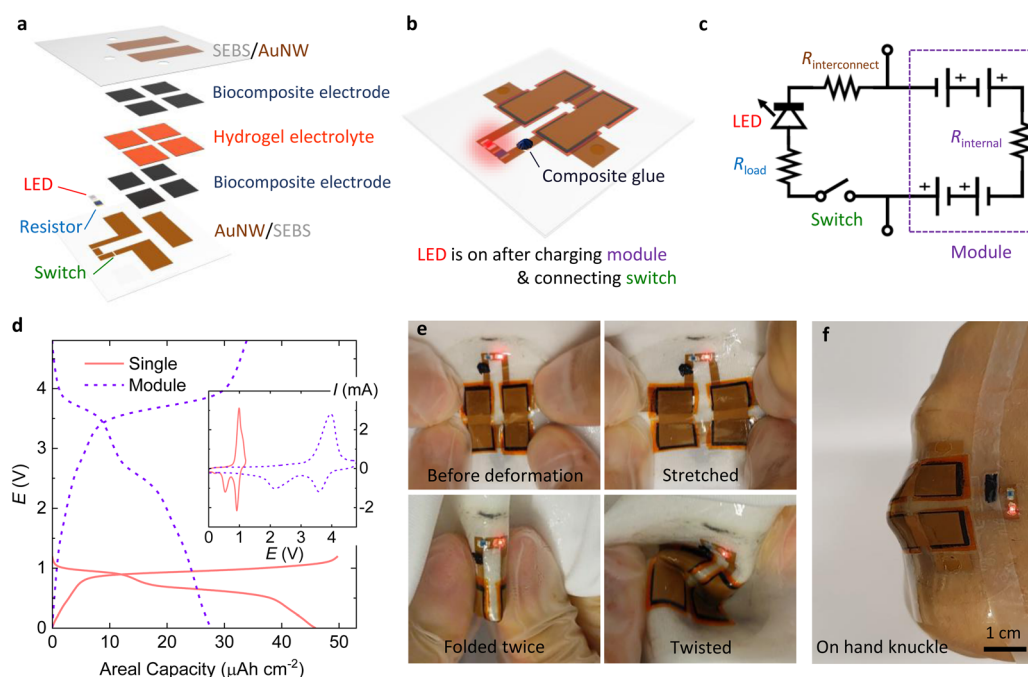 a
SEBS/AuNW
Biocomposite electrode
Hydrogel electrolyte
Biocomposite electrode
LED
Resistor
AuNW/SEBS
Switch
b
Composite glue
LED is on after charging module
& connecting switch
c
Rinterconnect
LED
Rload
Rinternal
+ +
+ +
Switch
Module
d
Single
Module
E (V)
4
3
2
1
0
0 10 20 30 40 50
Areal Capacity (μAh cm-2)
I (mA)
2
0
-2
0 1 2 3 4
E (V)
e
Before deformation
Stretched
Folded twice
Twisted
f
On hand knuckle
1 cm